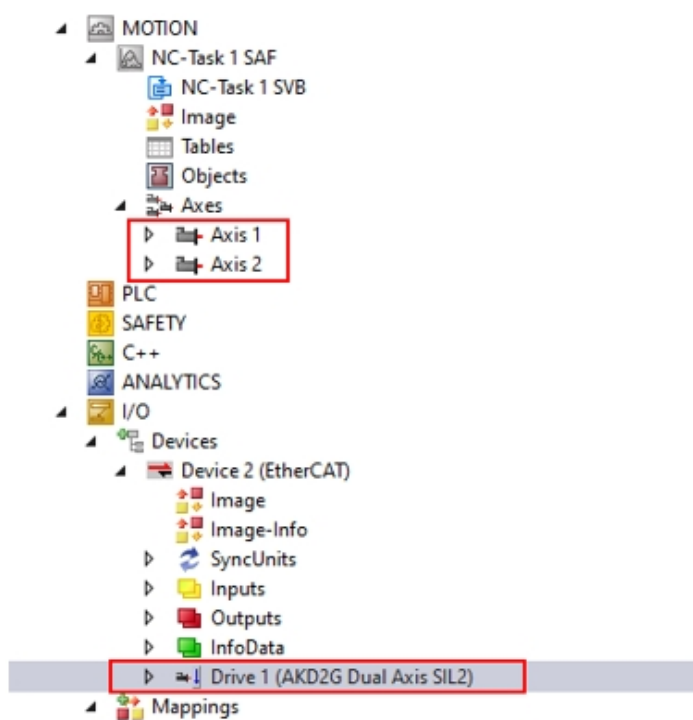 MOTION
NC-Task 1 SAF
NC-Task 1 SVB
Image
Tables
Objects
Axes
Axis 1
Axis 2
PLC
SAFETY
C++
ANALYTICS
I/O
Devices
Device 2 (EtherCAT)
Image
Image-Info
SyncUnits
Inputs
Outputs
InfoData
Drive 1 (AKD2G Dual Axis SIL2)
Mappings